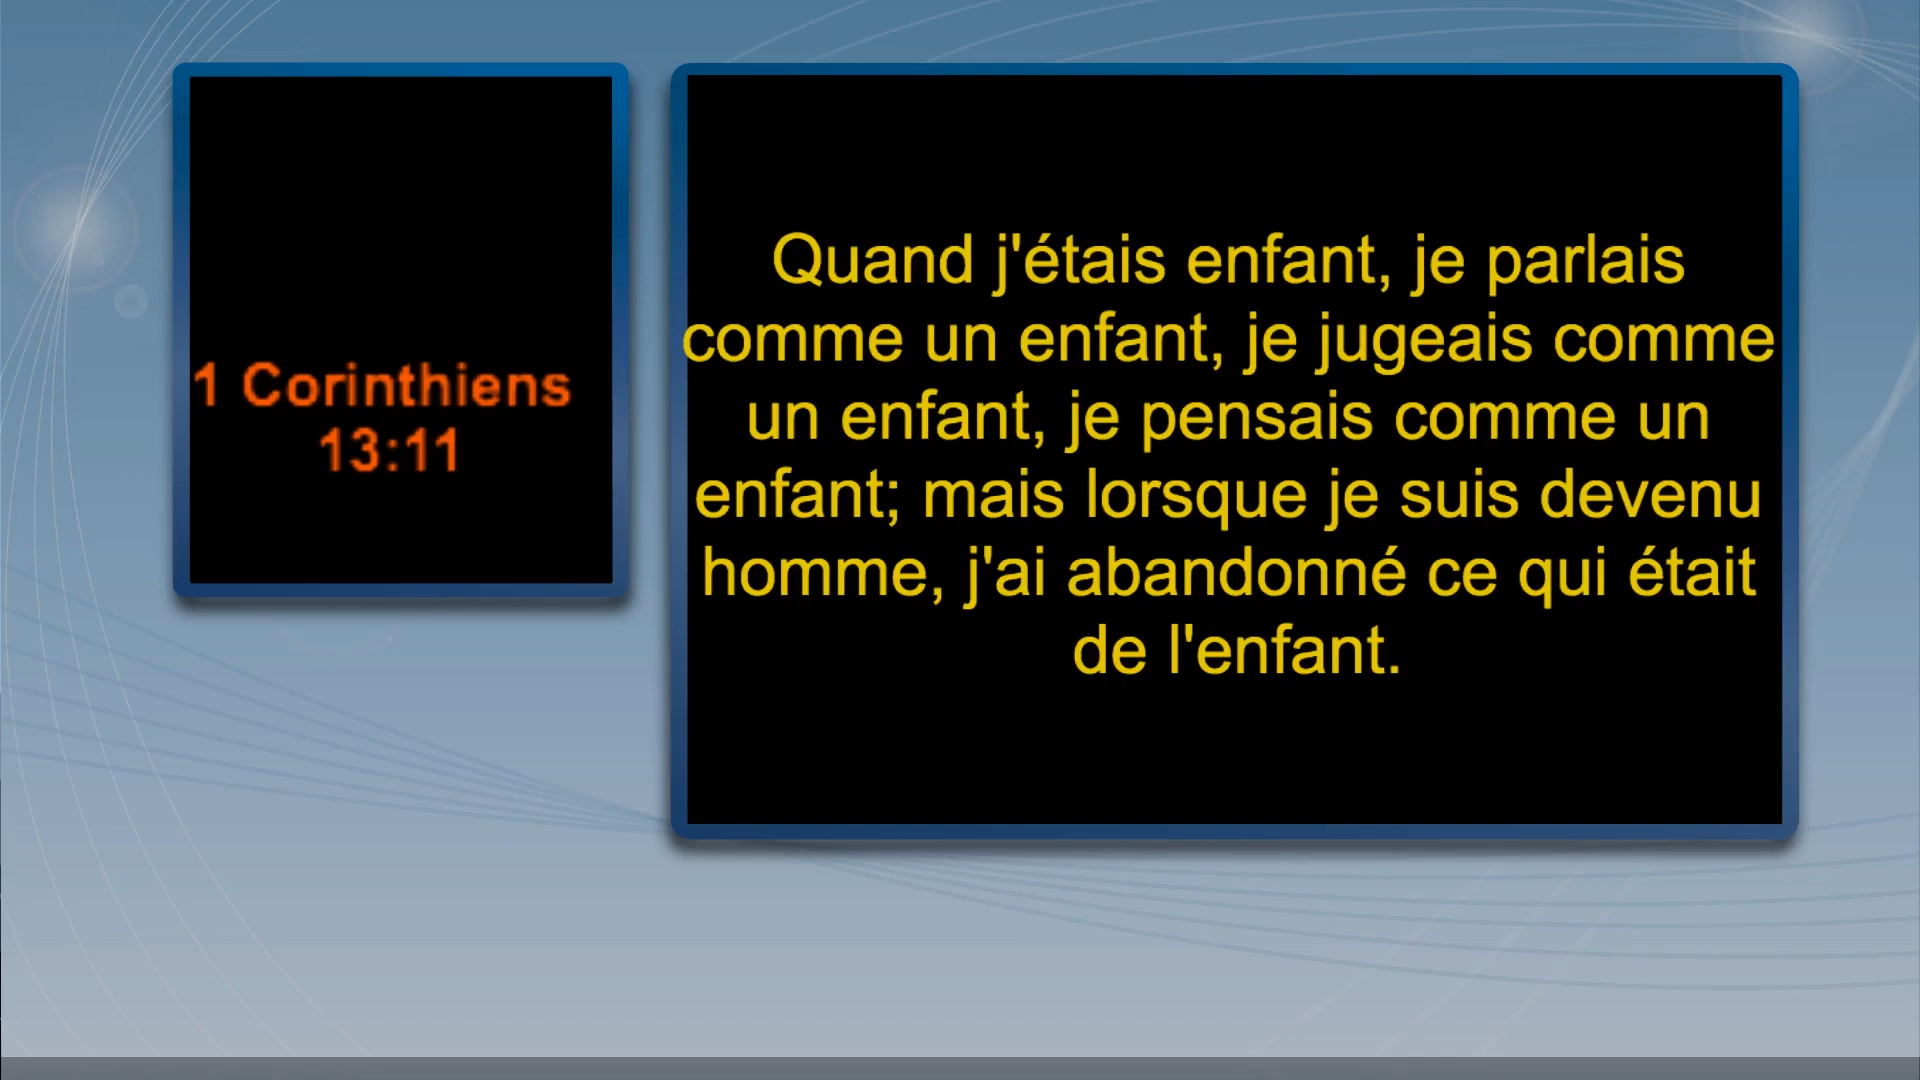 1 Corinthiens
13:11
Quand j'étais enfant, je parlais
comme un enfant, je jugeais comme
un enfant, je pensais comme un
enfant; mais lorsque je suis devenu
homme, j'ai abandonné ce qui était
de l'enfant.